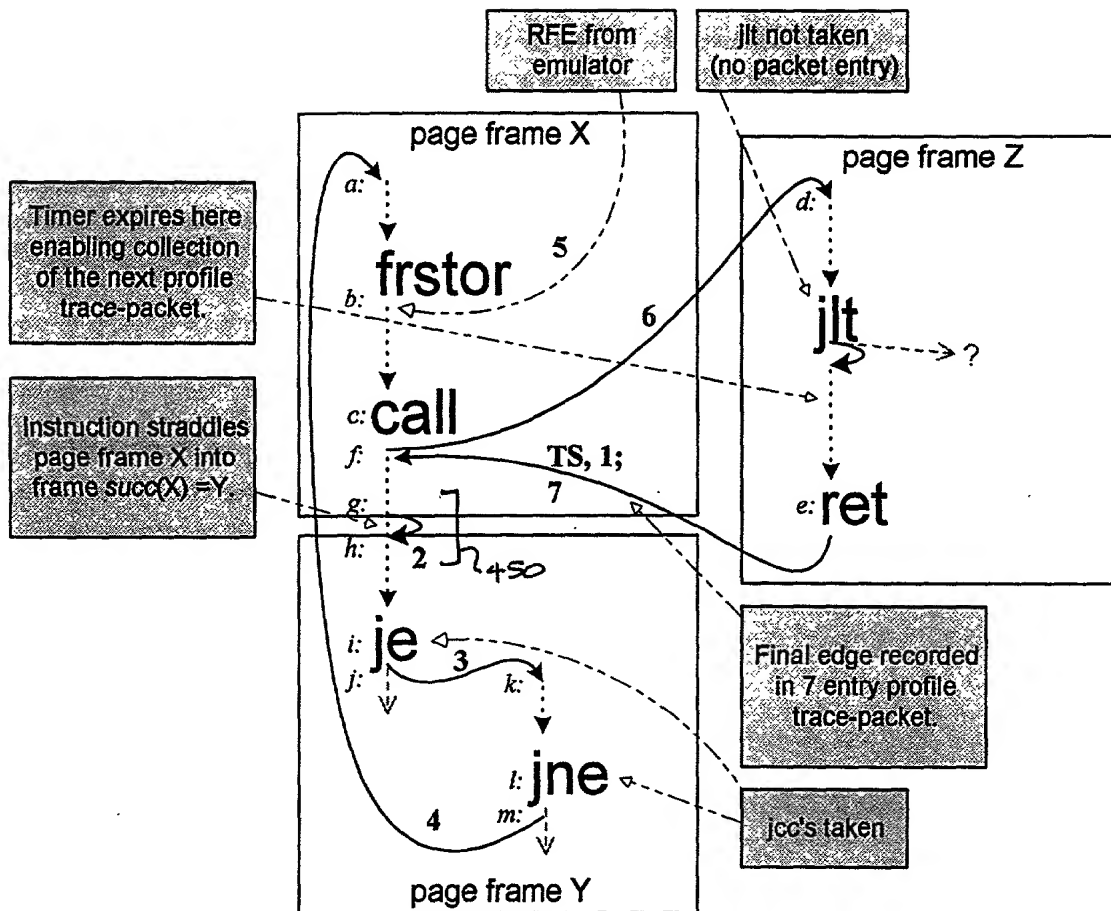 RFE from
emulator
jlt not taken
(no packet entry)
page frame X
page frame Z
a:
d:
Timer expires here
enabling collection
of the next profile
trace-packet.
5
frstor
b:
6
jlt
?
Instruction straddles
page frame X into
frame succ(X) =Y.
c: call
f:
TS, 1;
7
g:
e: ret
h:
2
450
i: je
3
j:
k:
Final edge recorded
in 7 entry profile
trace-packet.
l: jne
m:
4
jcc's taken
page frame Y